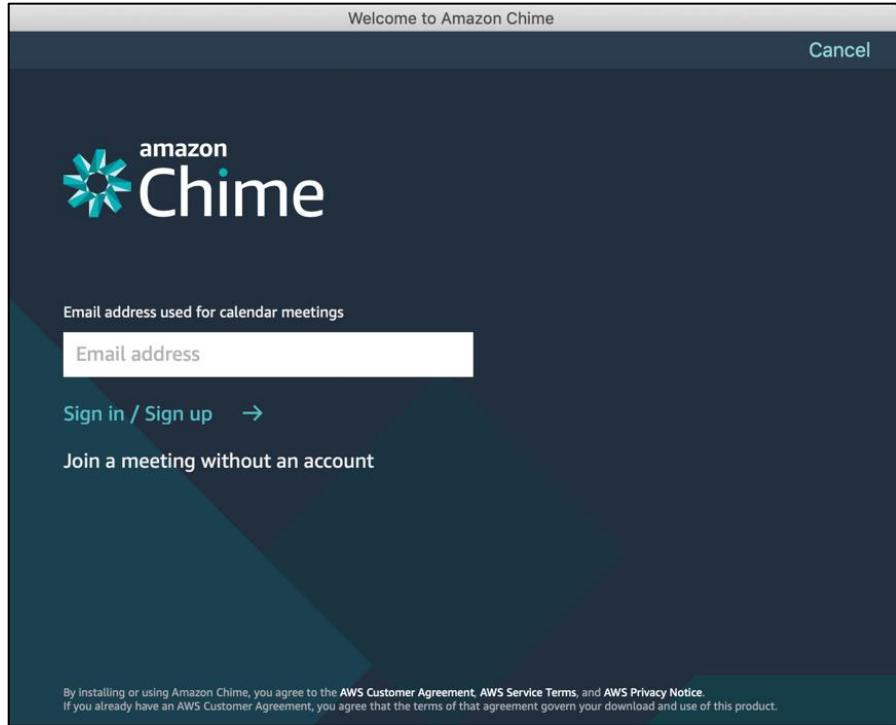 Welcome to Amazon Chime
Cancel
amazon
Chime
Email address used for calendar meetings
Email address
Sign in / Sign up →
Join a meeting without an account
By installing or using Amazon Chime, you agree to the AWS Customer Agreement, AWS Service Terms, and AWS Privacy Notice.
If you already have an AWS Customer Agreement, you agree that the terms of that agreement govern your download and use of this product.